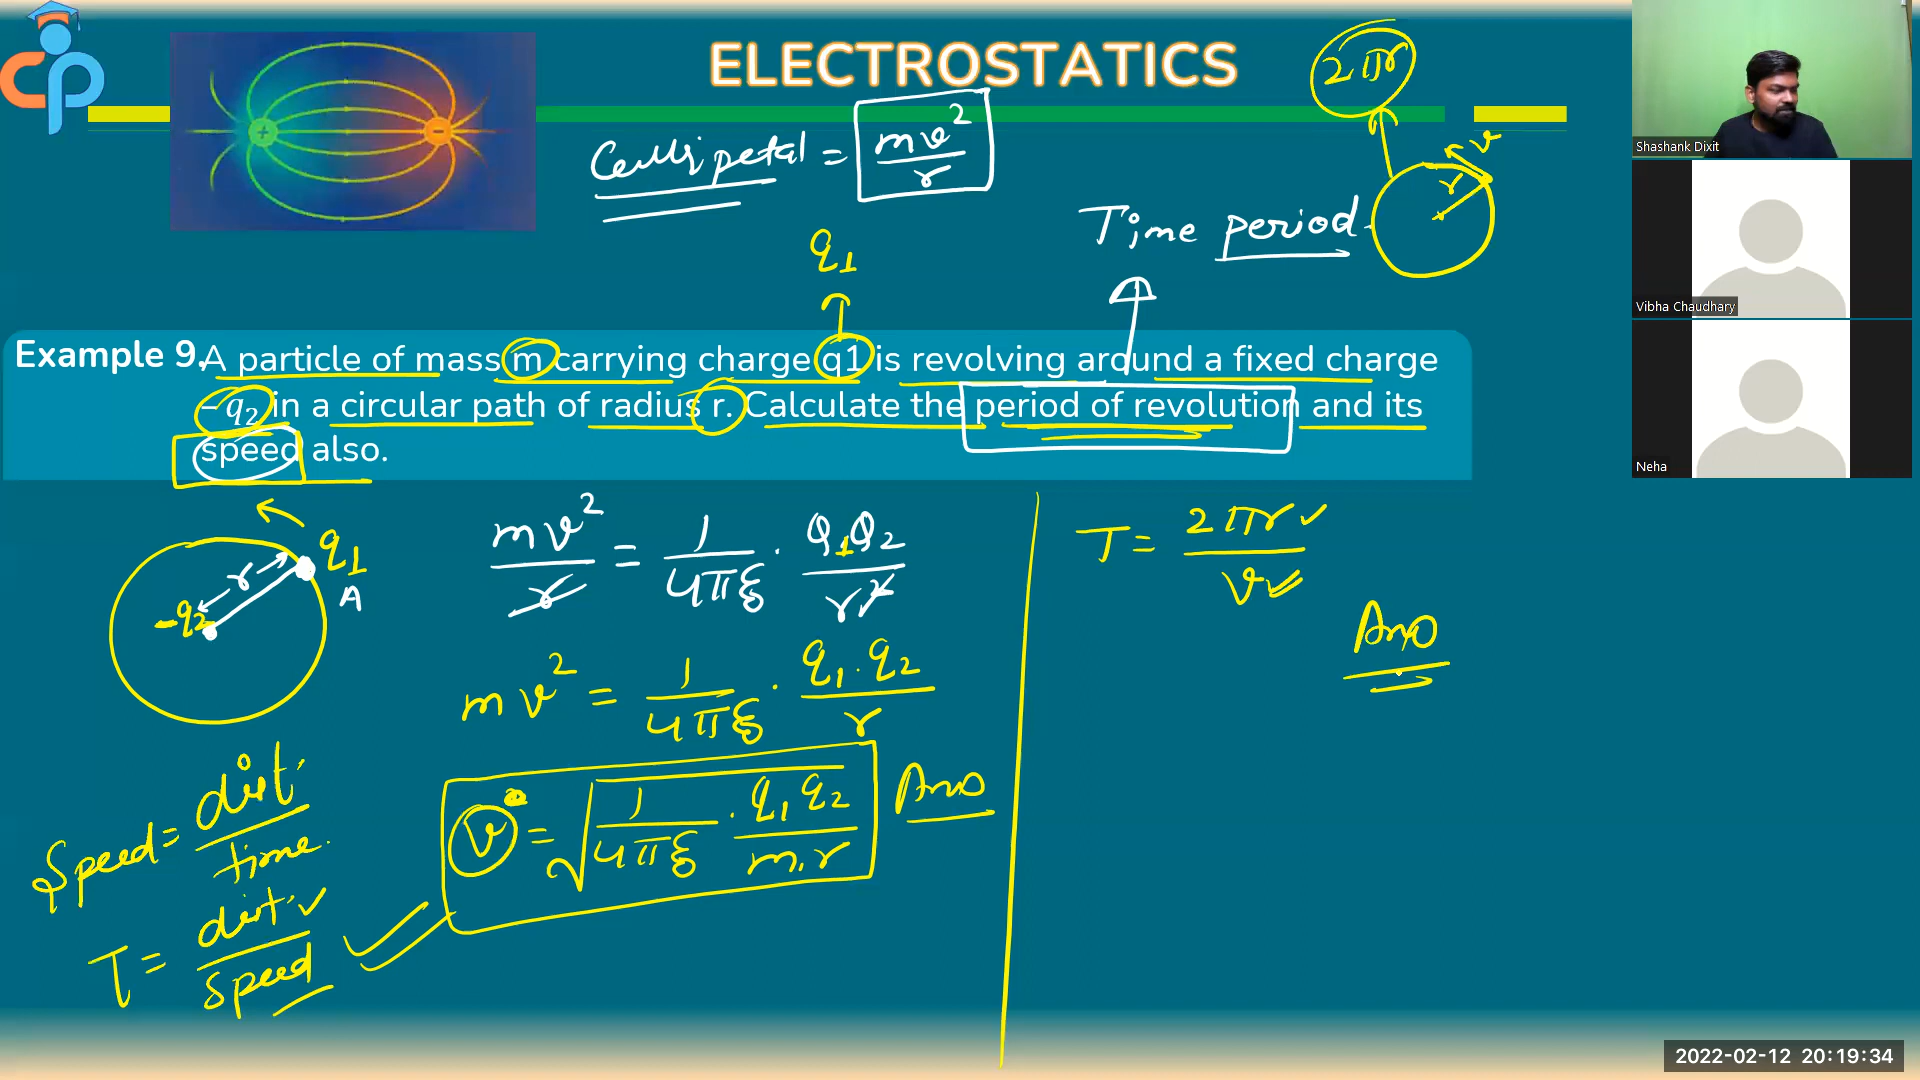 cp
ELECTROSTATICS
2πr
Centripetal = mv²/r
v
r
Time period
q1
Example 9. A particle of mass m carrying charge q1 is revolving around a fixed charge
−q₂ in a circular path of radius r. Calculate the period of revolution and its
speed also.
q1
A
r
-q2
mv²/r = 1/4πε · Q1Q2/r²
mv² = 1/4πε · q1.q2/r
v = √1/4πε · q1q2/m.r
Ans
Speed = dist./time.
T = dist./Speed
T = 2πr/v
Ans
Shashank Dixit
Vibha Chaudhary
Neha
2022-02-12 20:19:34